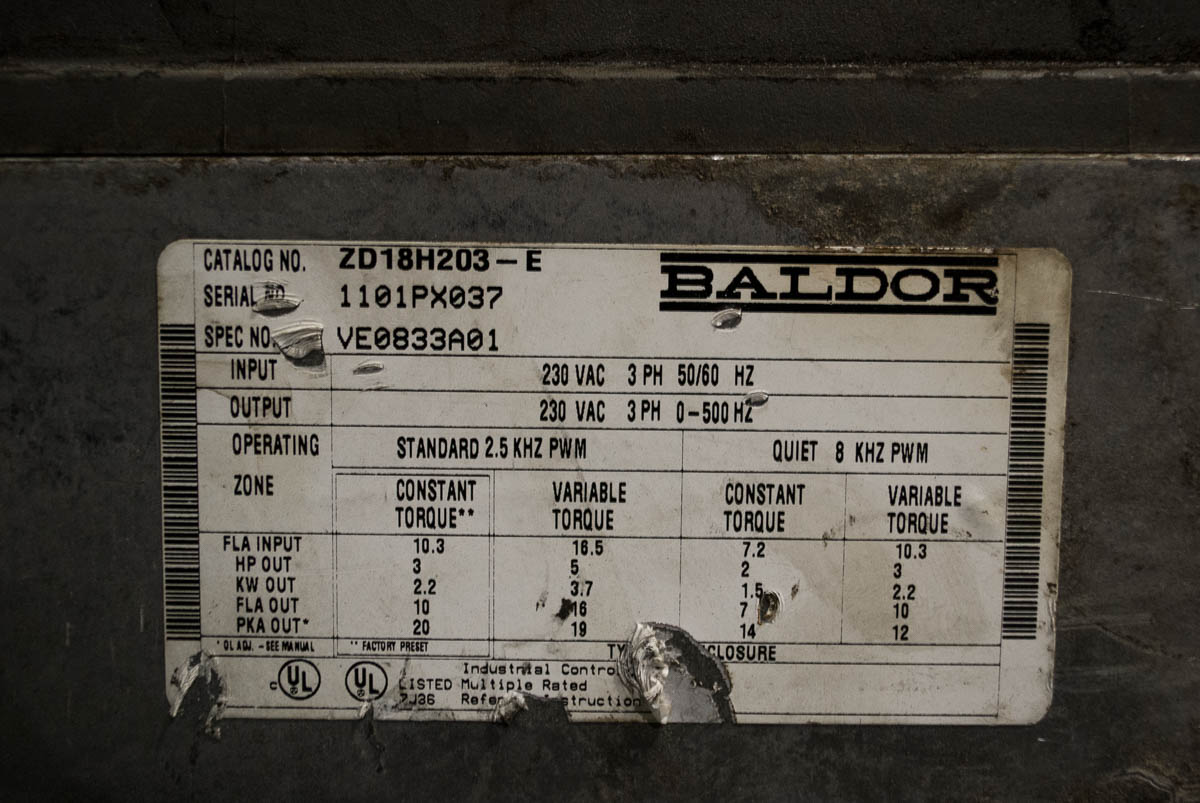 CATALOG NO. ZD18H203-E
BALDOR
SERIAL NO. 1101PX037
SPEC NO. VE0833A01
INPUT 230 VAC 3 PH 50/60 HZ
OUTPUT 230 VAC 3 PH 0-500 HZ
OPERATING STANDARD 2.5 KHZ PWM QUIET 8 KHZ PWM
ZONE CONSTANT VARIABLE CONSTANT VARIABLE
TORQUE** TORQUE TORQUE TORQUE
FLA INPUT 10.3 16.5 7.2 10.3
HP OUT 3 5 2 3
KW OUT 2.2 3.7 1.5 2.2
FLA OUT 10 16 7 10
PKA OUT* 20 19 14 12
* OL ADJ. - SEE MANUAL ** FACTORY PRESET
c UL UL Industrial Control
LISTED Multiple Rated
7J36